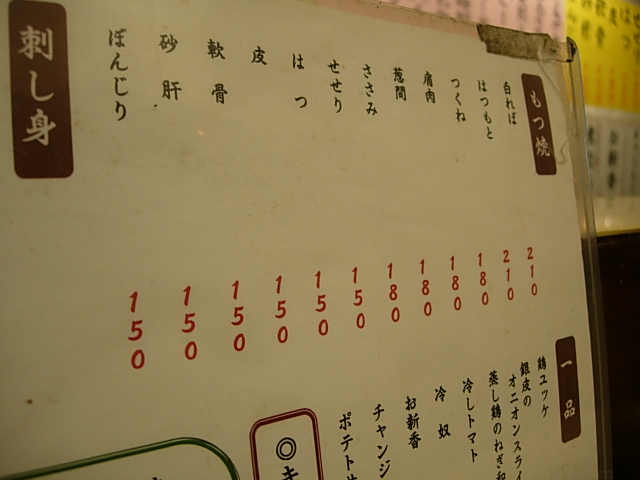 もつ焼
白れば 210
はつもと 210
つくね 180
肩肉 180
葱間 180
ささみ 180
せせり 150
はつ 150
皮 150
軟骨 150
砂肝 150
ぼんじり 150
刺し身
一品
鶏ユッケ
銀皮の
オニオンスライ
蒸し鶏のねぎ和
冷しトマト
冷奴
お新香
チャンジ
ポテト
◎